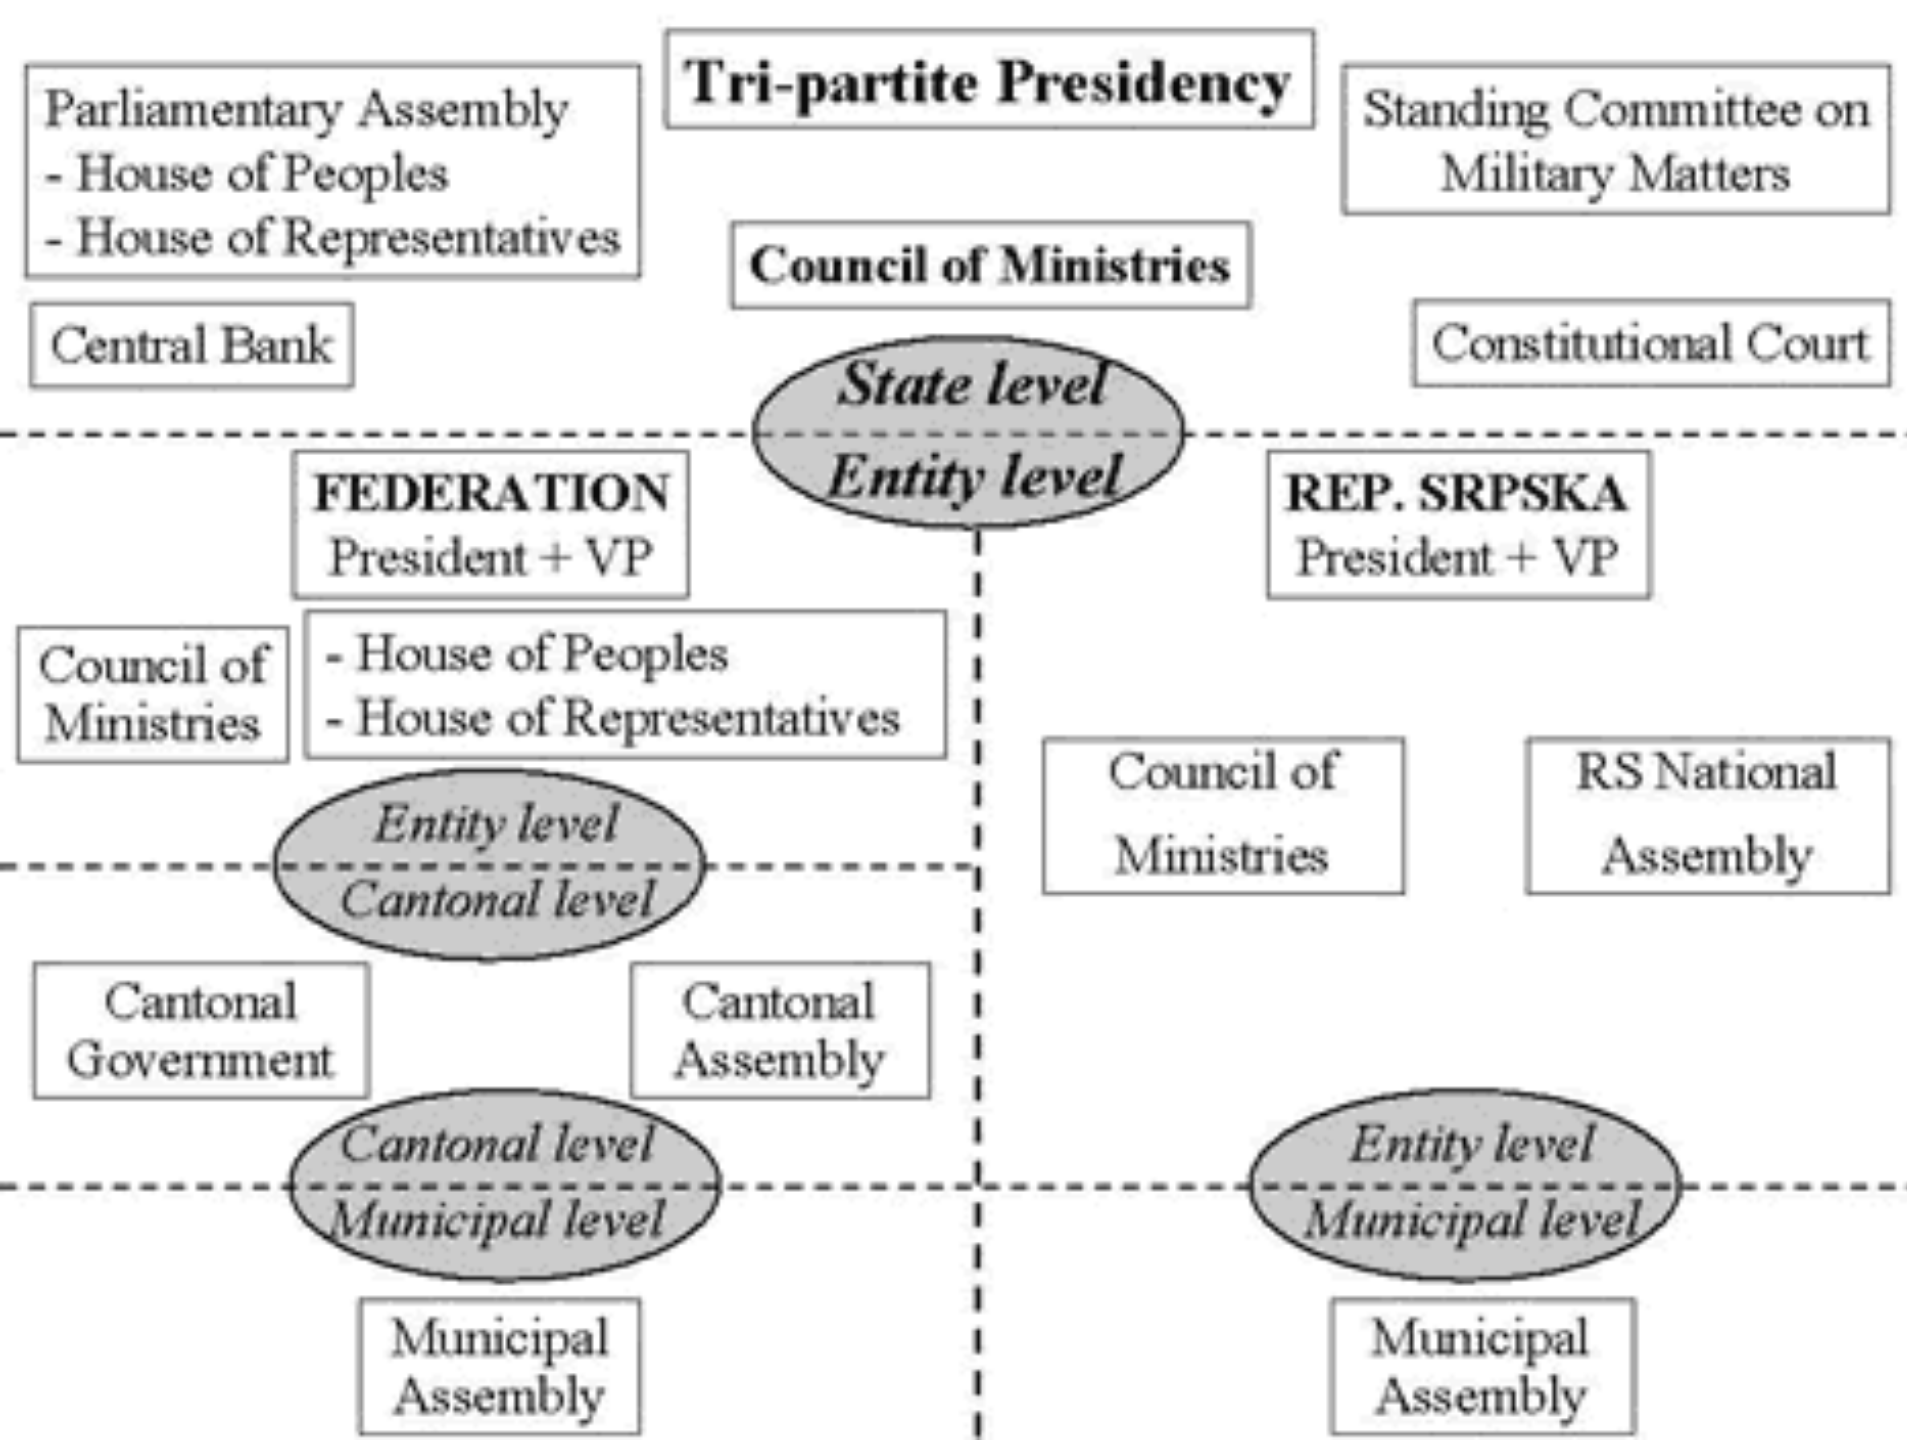 Tri-partite Presidency
Parliamentary Assembly
- House of Peoples
- House of Representatives
Standing Committee on
Military Matters
Council of Ministries
Central Bank
Constitutional Court
State level
Entity level
FEDERATION
President + VP
REP. SRPSKA
President + VP
Council of
Ministries
- House of Peoples
- House of Representatives
Council of
Ministries
RS National
Assembly
Entity level
Cantonal level
Cantonal
Government
Cantonal
Assembly
Cantonal level
Municipal level
Entity level
Municipal level
Municipal
Assembly
Municipal
Assembly